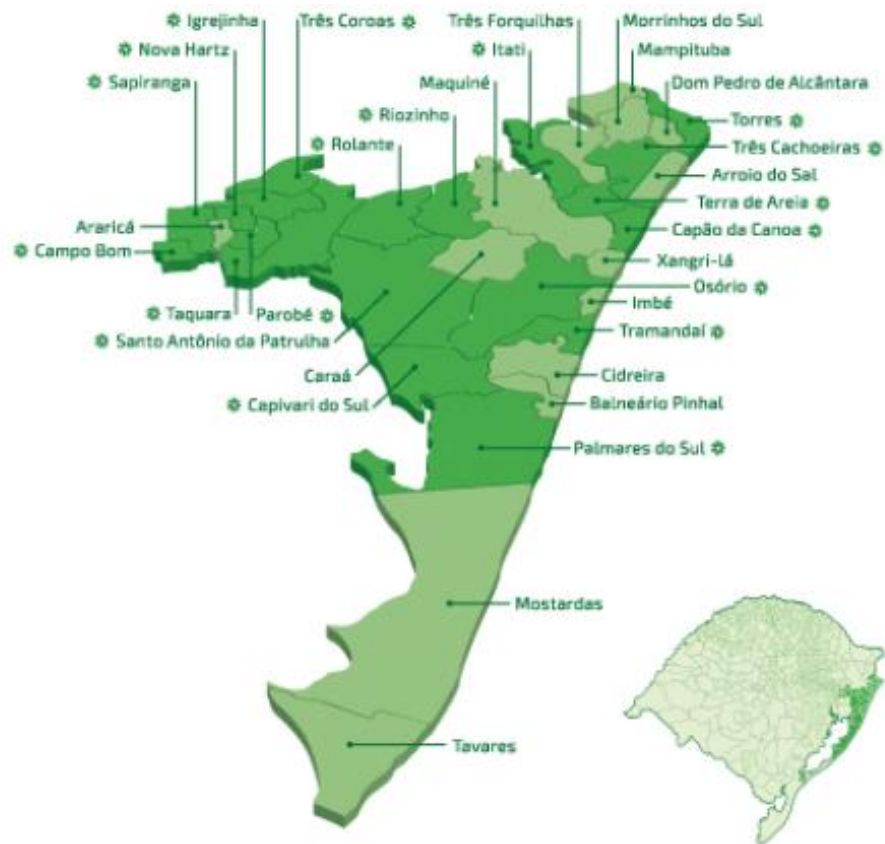 Igrejinha
Três Coroas
Três Forquilhas
Morrinhos do Sul
Nova Hartz
Itati
Mampituba
Sapiranga
Maquiné
Dom Pedro de Alcântara
Riozinho
Torres
Rolante
Três Cachoeiras
Arroio do Sal
Terra de Areia
Araricá
Capão da Canoa
Campo Bom
Xangri-lá
Osório
Imbé
Taquara
Parobé
Tramandaí
Santo Antônio da Patrulha
Caraá
Cidreira
Capivari do Sul
Balneário Pinhal
Palmares do Sul
Mostardas
Tavares